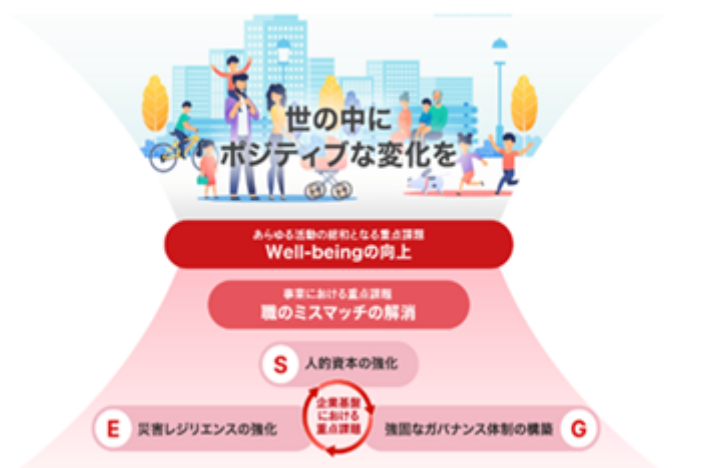 世の中に
ポジティブな変化を
あらゆる活動の総和となる重点課題
Well-beingの向上
事業における重点課題
職のミスマッチの解消
S 人的資本の強化
企業基盤
における
重点課題
E 災害レジリエンスの強化
強固なガバナンス体制の構築 G